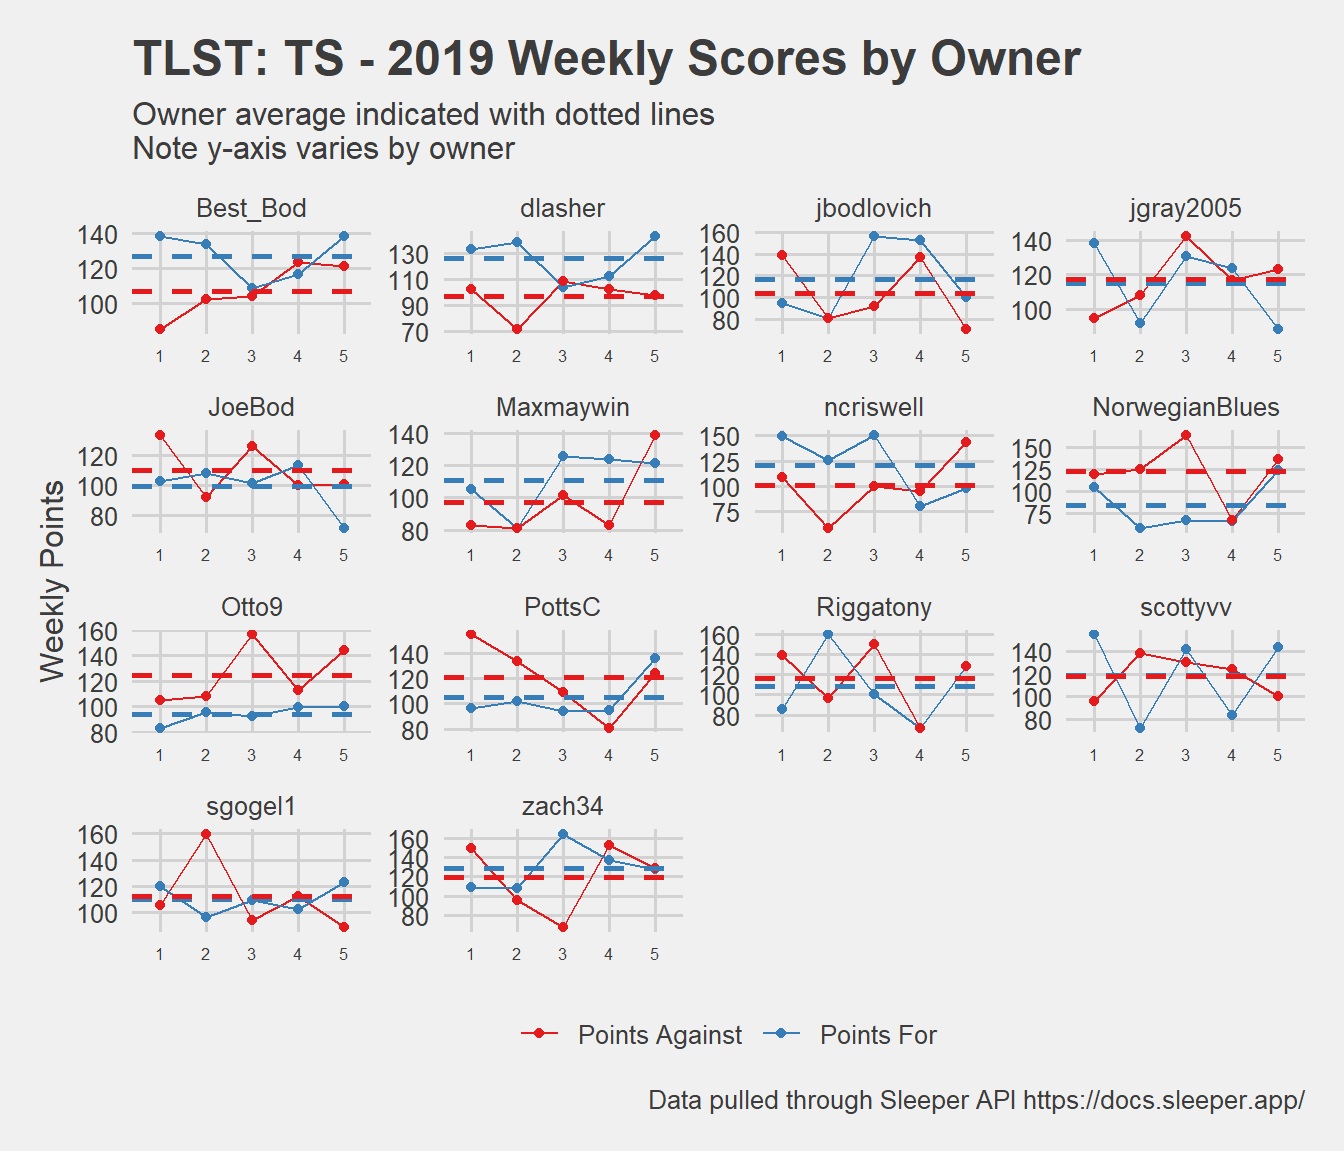 TLST: TS - 2019 Weekly Scores by Owner
Owner average indicated with dotted lines
Note y-axis varies by owner
Weekly Points
Best_Bod
140
120
100
1 2 3 4 5
dlasher
130
110
90
70
1 2 3 4 5
jbodlovich
160
140
120
100
80
1 2 3 4 5
jgray2005
140
120
100
1 2 3 4 5
JoeBod
120
100
80
1 2 3 4 5
Maxmaywin
140
120
100
80
1 2 3 4 5
ncriswell
150
125
100
75
1 2 3 4 5
NorwegianBlues
150
125
100
75
1 2 3 4 5
Otto9
160
140
120
100
80
1 2 3 4 5
PottsC
140
120
100
80
1 2 3 4 5
Riggatony
160
140
120
100
80
1 2 3 4 5
scottyvv
140
120
100
80
1 2 3 4 5
sgogel1
160
140
120
100
1 2 3 4 5
zach34
160
140
120
100
80
1 2 3 4 5
Points Against Points For
Data pulled through Sleeper API https://docs.sleeper.app/